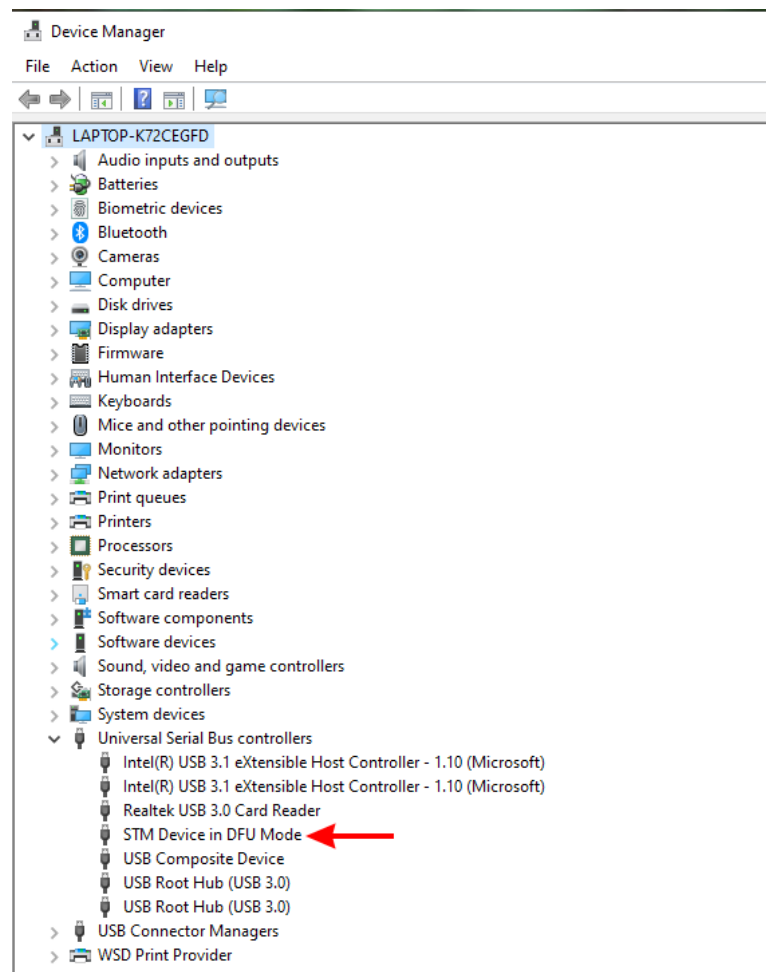 Device Manager
File Action View Help
LAPTOP-K72CEGFD
Audio inputs and outputs
Batteries
Biometric devices
Bluetooth
Cameras
Computer
Disk drives
Display adapters
Firmware
Human Interface Devices
Keyboards
Mice and other pointing devices
Monitors
Network adapters
Print queues
Printers
Processors
Security devices
Smart card readers
Software components
Software devices
Sound, video and game controllers
Storage controllers
System devices
Universal Serial Bus controllers
Intel(R) USB 3.1 eXtensible Host Controller - 1.10 (Microsoft)
Intel(R) USB 3.1 eXtensible Host Controller - 1.10 (Microsoft)
Realtek USB 3.0 Card Reader
STM Device in DFU Mode
USB Composite Device
USB Root Hub (USB 3.0)
USB Root Hub (USB 3.0)
USB Connector Managers
WSD Print Provider